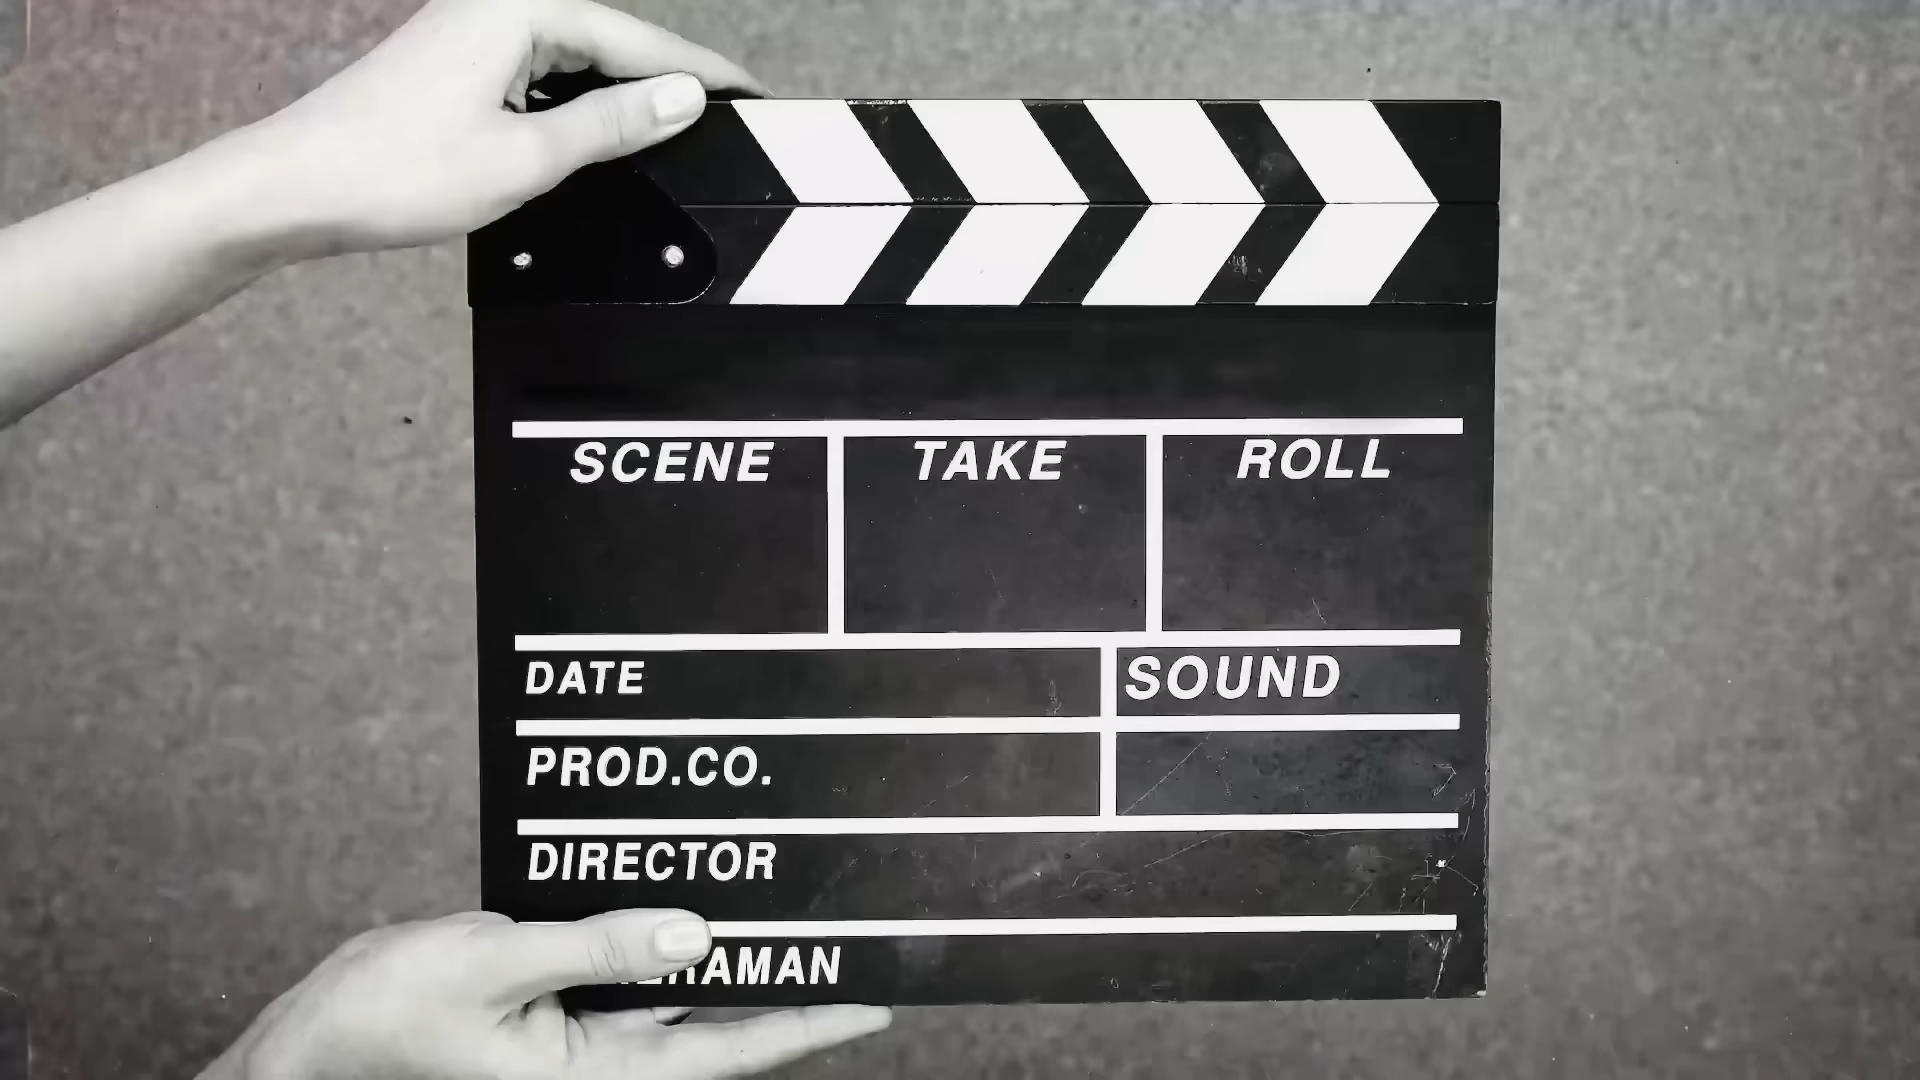 SCENE TAKE ROLL
DATE SOUND
PROD.CO.
DIRECTOR